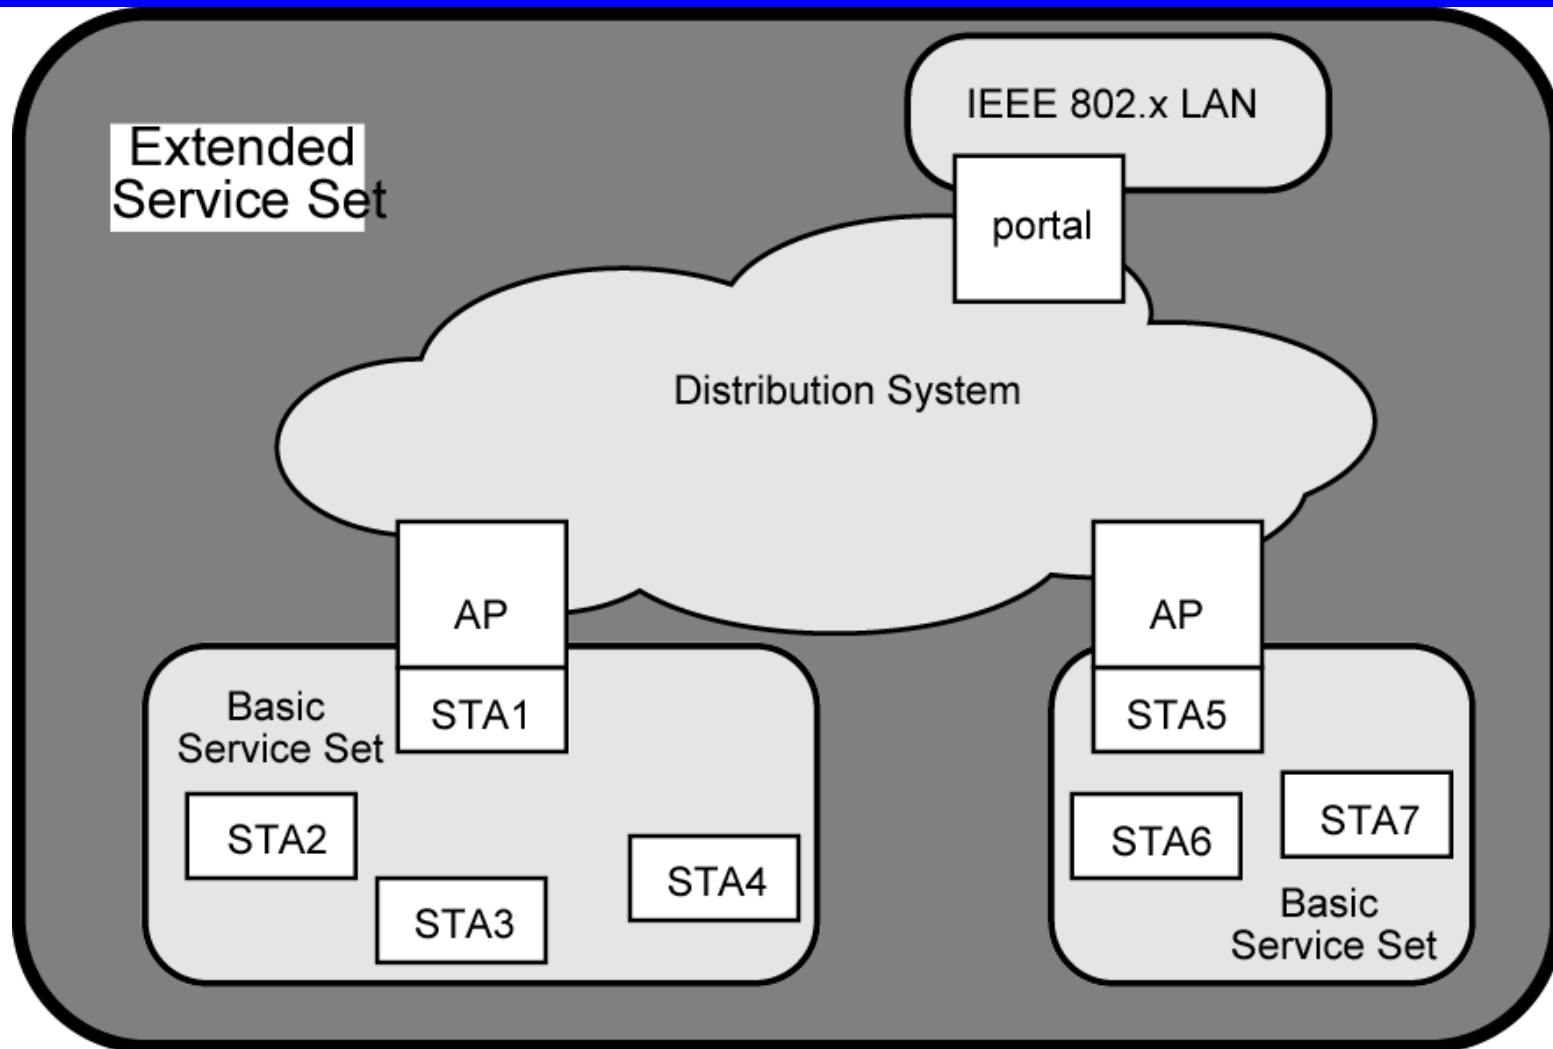 IEEE 802.x LAN
Extended
Service Set
portal
Distribution System
AP
AP
STA1
STA5
Basic
Service Set
STA2
STA3
STA4
STA6
STA7
Basic
Service Set